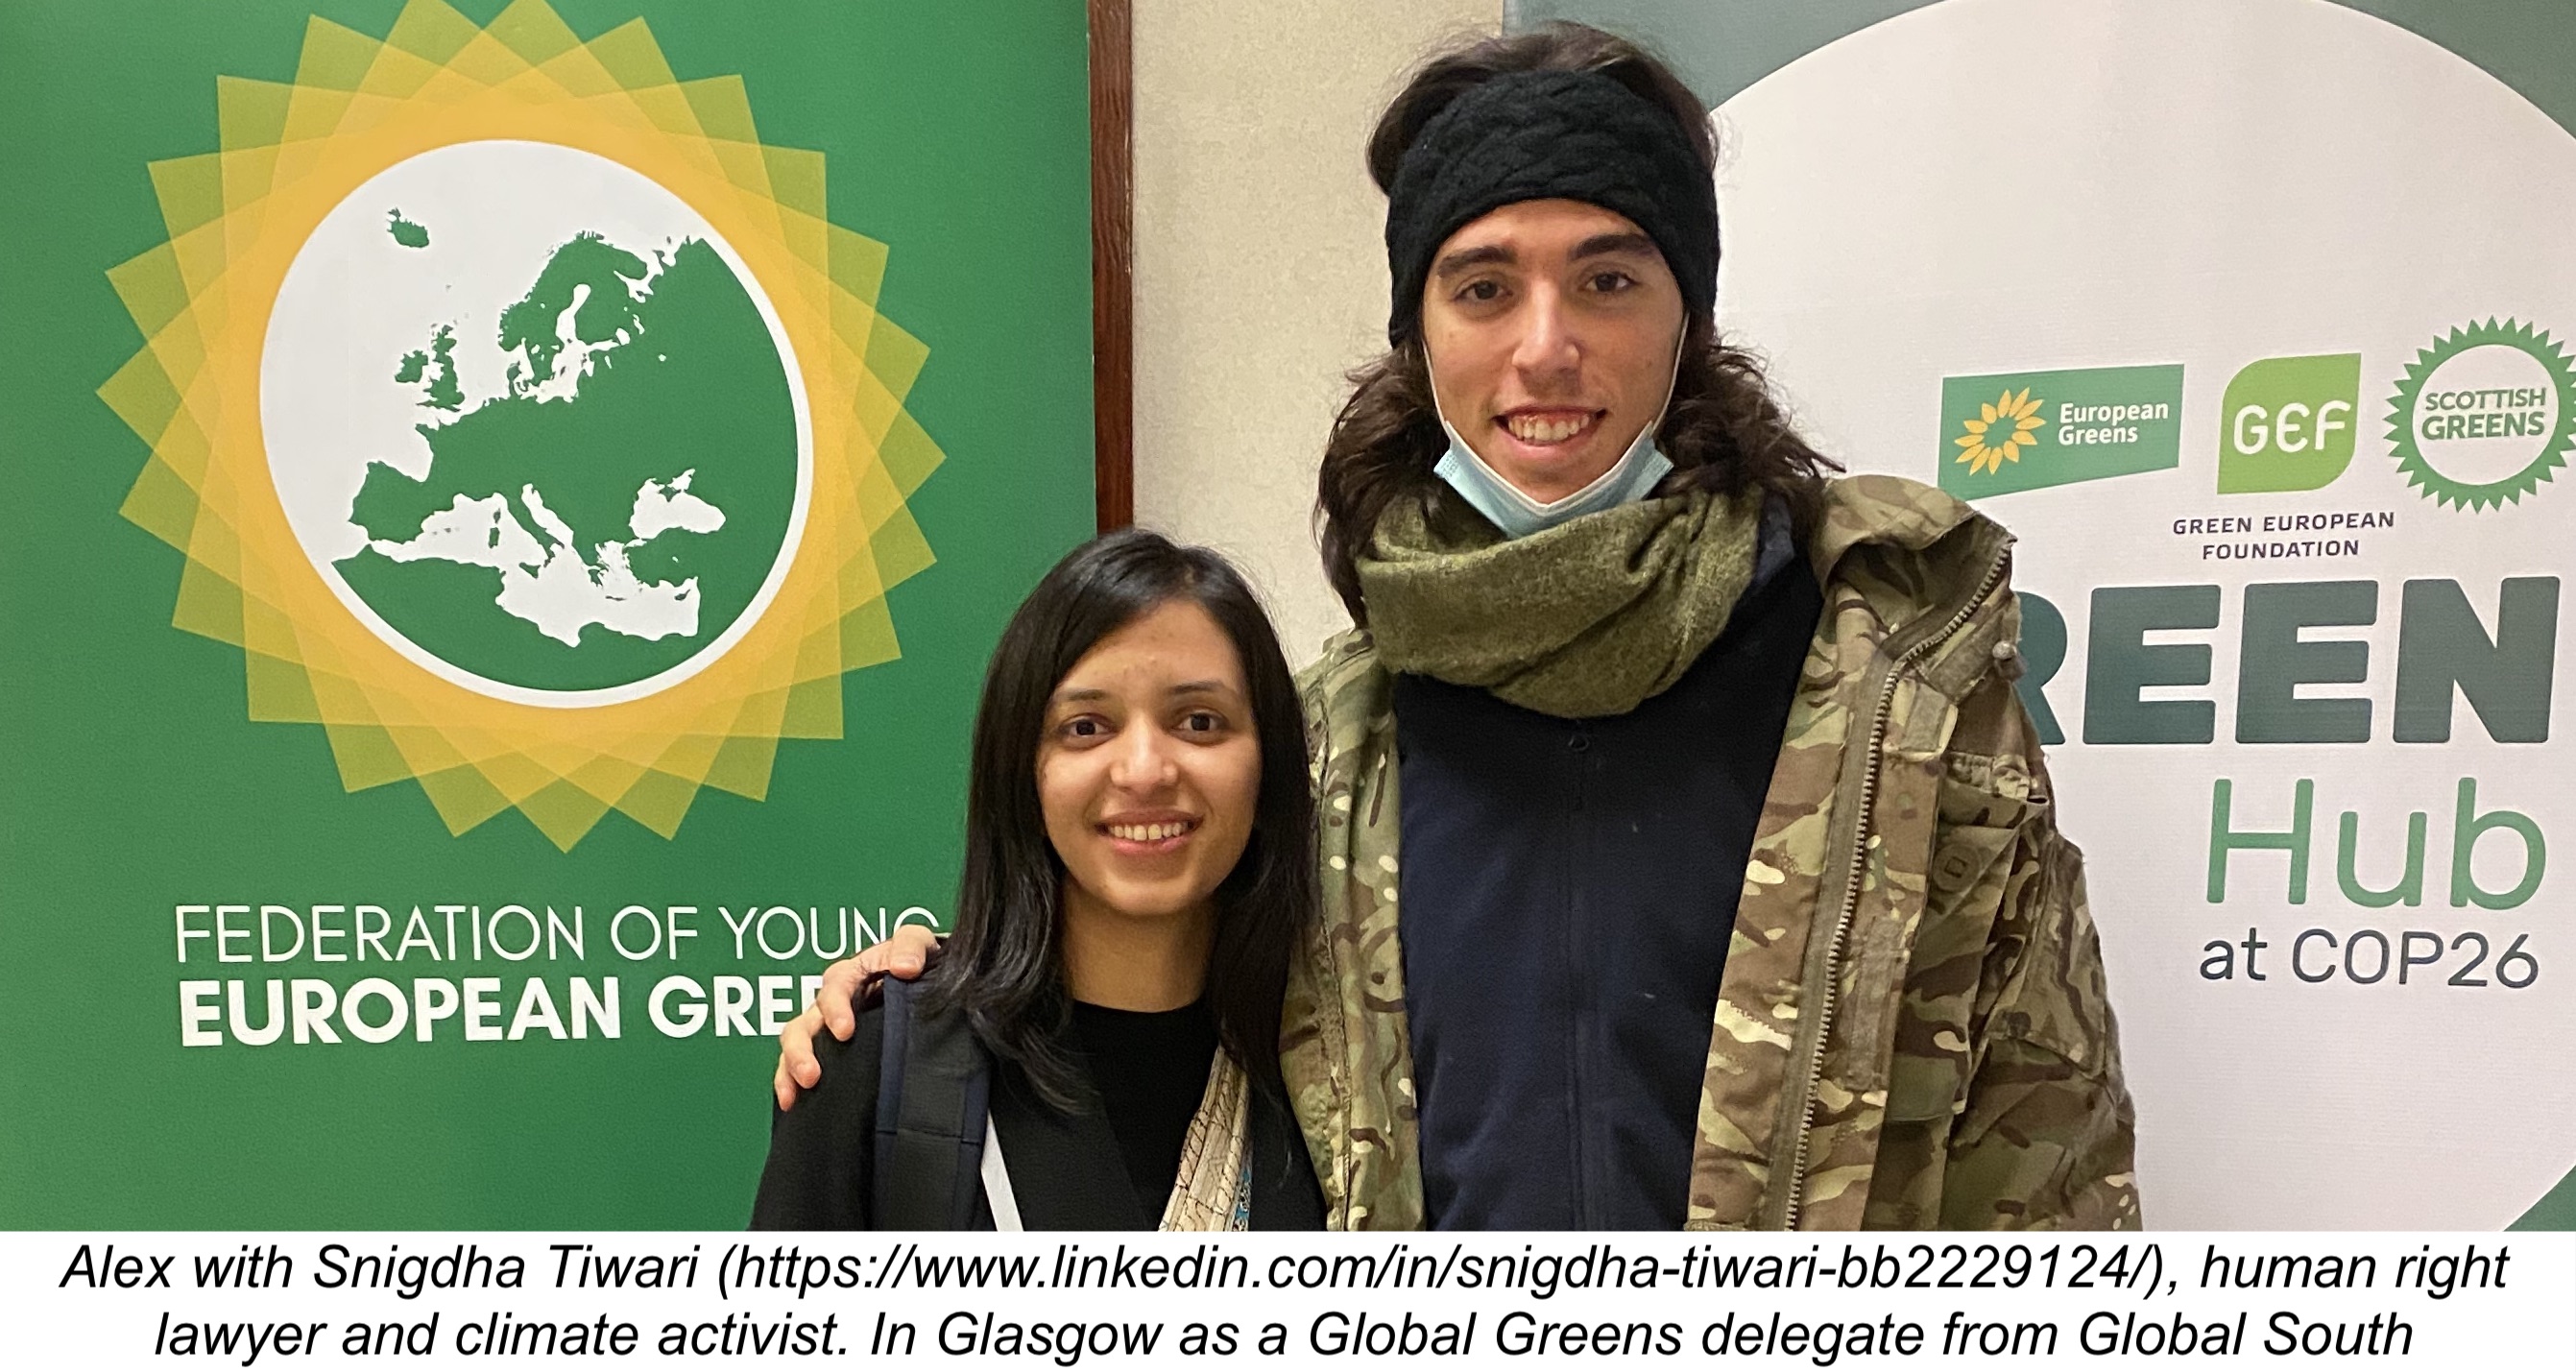 FEDERATION OF YOUNG
EUROPEAN GREE
European
Greens
GEF
SCOTTISH
GREENS
GREEN EUROPEAN
FOUNDATION
REEN
Hub
at COP26
Alex with Snigdha Tiwari (https://www.linkedin.com/in/snigdha-tiwari-bb2229124/), human right
lawyer and climate activist. In Glasgow as a Global Greens delegate from Global South